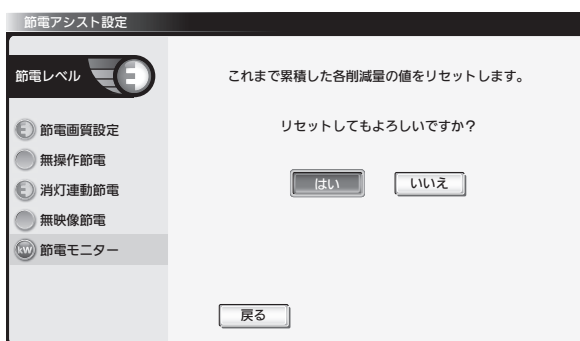 節電アシスト設定
節電レベル
E
E 節電画質設定
無操作節電
E 消灯連動節電
無映像節電
kW 節電モニター
これまで累積した各削減量の値をリセットします。
リセットしてもよろしいですか?
はい いいえ
戻る